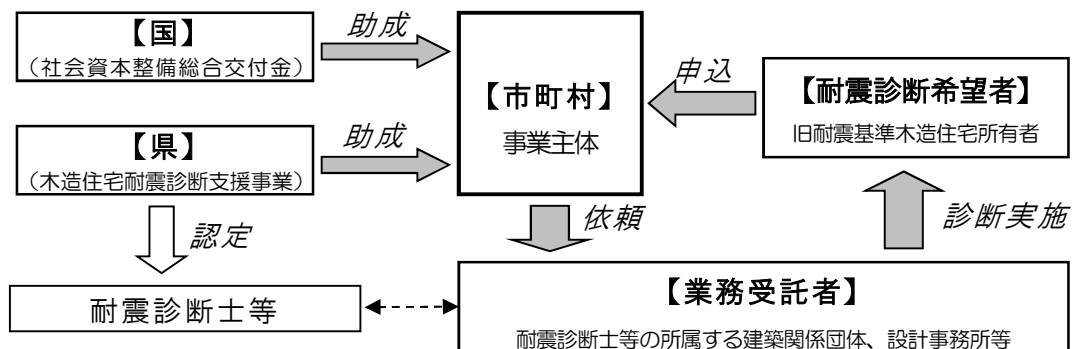 【国】
(社会資本整備総合交付金)
助成
【県】
(木造住宅耐震診断支援事業)
助成
【市町村】
事業主体
申込
【耐震診断希望者】
旧耐震基準木造住宅所有者
認定
依頼
診断実施
耐震診断士等
【業務受託者】
耐震診断士等の所属する建築関係団体、設計事務所等